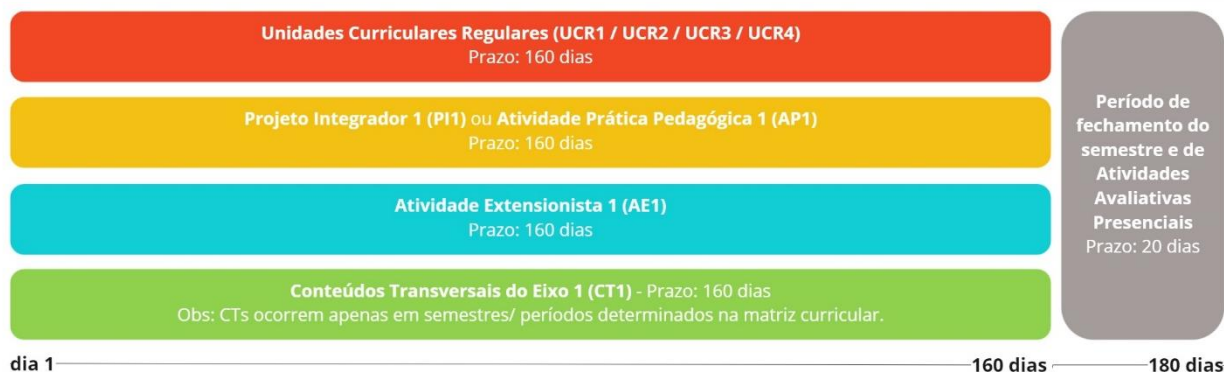 Unidades Curriculares Regulares (UCR1 / UCR2 / UCR3 / UCR4)
Prazo: 160 dias
Projeto Integrador 1 (PI1) ou Atividade Prática Pedagógica 1 (AP1)
Prazo: 160 dias
Atividade Extensionista 1 (AE1)
Prazo: 160 dias
Conteúdos Transversais do Eixo 1 (CT1) - Prazo: 160 dias
Obs: CTs ocorrem apenas em semestres/ períodos determinados na matriz curricular.
Período de
fechamento do
semestre e de
Atividades
Avaliativas
Presenciais
Prazo: 20 dias
dia 1
160 dias
180 dias